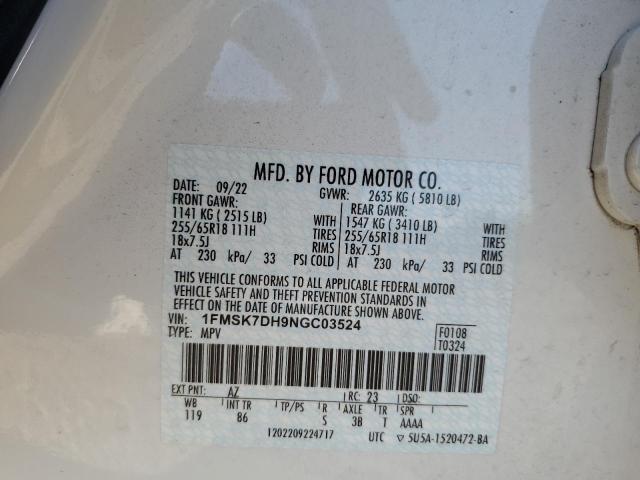 MFD. BY FORD MOTOR CO.
DATE: 09/22 GVWR: 2635 KG ( 5810 LB)
FRONT GAWR: REAR GAWR:
1141 KG ( 2515 LB) WITH 1547 KG ( 3410 LB) WITH
255/65R18 111H TIRES 255/65R18 111H TIRES
18x7.5J RIMS 18x7.5J RIMS
AT 230 kPa/ 33 PSI COLD AT 230 kPa/ 33 PSI COLD
THIS VEHICLE CONFORMS TO ALL APPLICABLE FEDERAL MOTOR
VEHICLE SAFETY AND THEFT PREVENTION STANDARDS IN
EFFECT ON THE DATE OF MANUFACTURE SHOWN ABOVE.
VIN: 1FMSK7DH9NGC03524
TYPE: MPV
F0108
T0324
EXT PNT: AZ RC: 23 DSO:
WB INT TR TP/PS R AXLE TR SPR
119 86 S 3B T AAAA
1202209224717 UTC ▽ 5U5A-1520472-BA